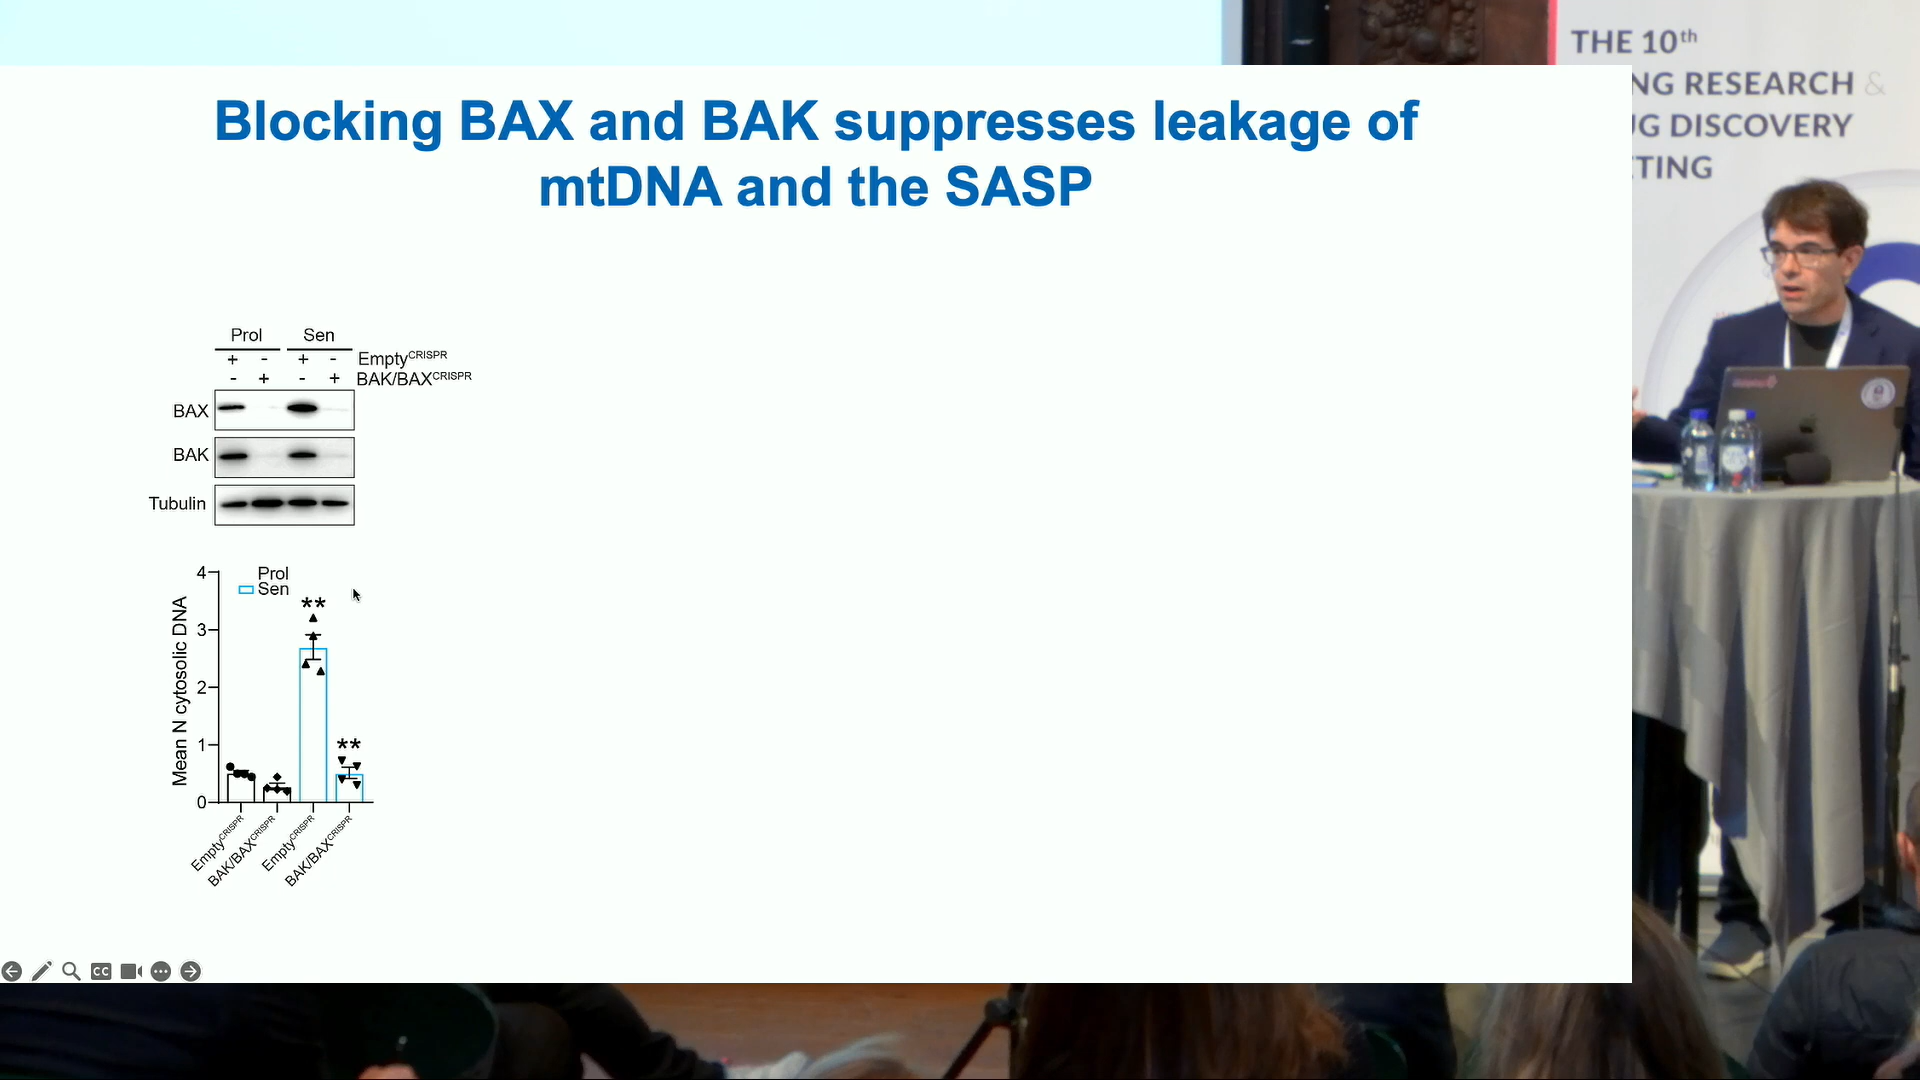 THE 10th
NG RESEARCH &
G DISCOVERY
TING
Blocking BAX and BAK suppresses leakage of
mtDNA and the SASP
Prol Sen
+ - + - EmptyCRISPR
- + - + BAK/BAXCRISPR
BAX
BAK
Tubulin
Mean N cytosolic DNA
4
3
2
1
0
Prol
Sen
**
**
EmptyCRISPR
BAK/BAXCRISPR
EmptyCRISPR
BAK/BAXCRISPR
CC